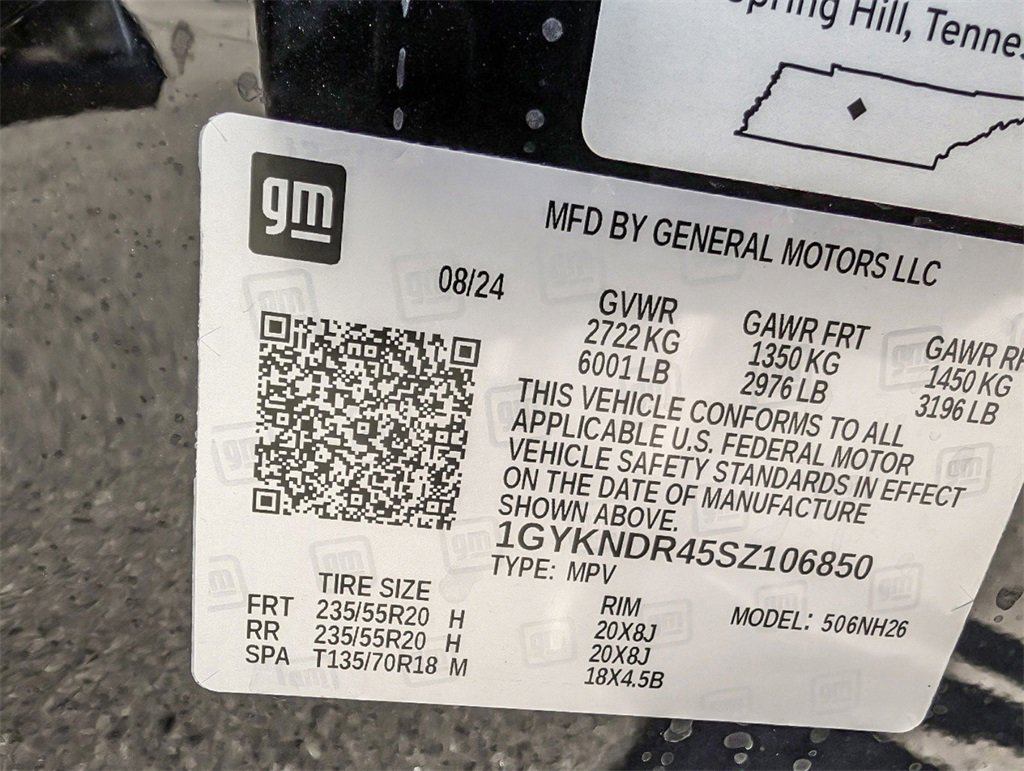 Spring Hill, Tenne
gm
MFD BY GENERAL MOTORS LLC
08/24
GVWR GAWR FRT GAWR RR
2722 KG 1350 KG 1450 KG
6001 LB 2976 LB 3196 LB
THIS VEHICLE CONFORMS TO ALL
APPLICABLE U.S. FEDERAL MOTOR
VEHICLE SAFETY STANDARDS IN EFFECT
ON THE DATE OF MANUFACTURE
SHOWN ABOVE.
1GYKNDR45SZ106850
TYPE: MPV MODEL: 506NH26
TIRE SIZE RIM
FRT 235/55R20 H 20X8J
RR 235/55R20 H 20X8J
SPA T135/70R18 M 18X4.5B